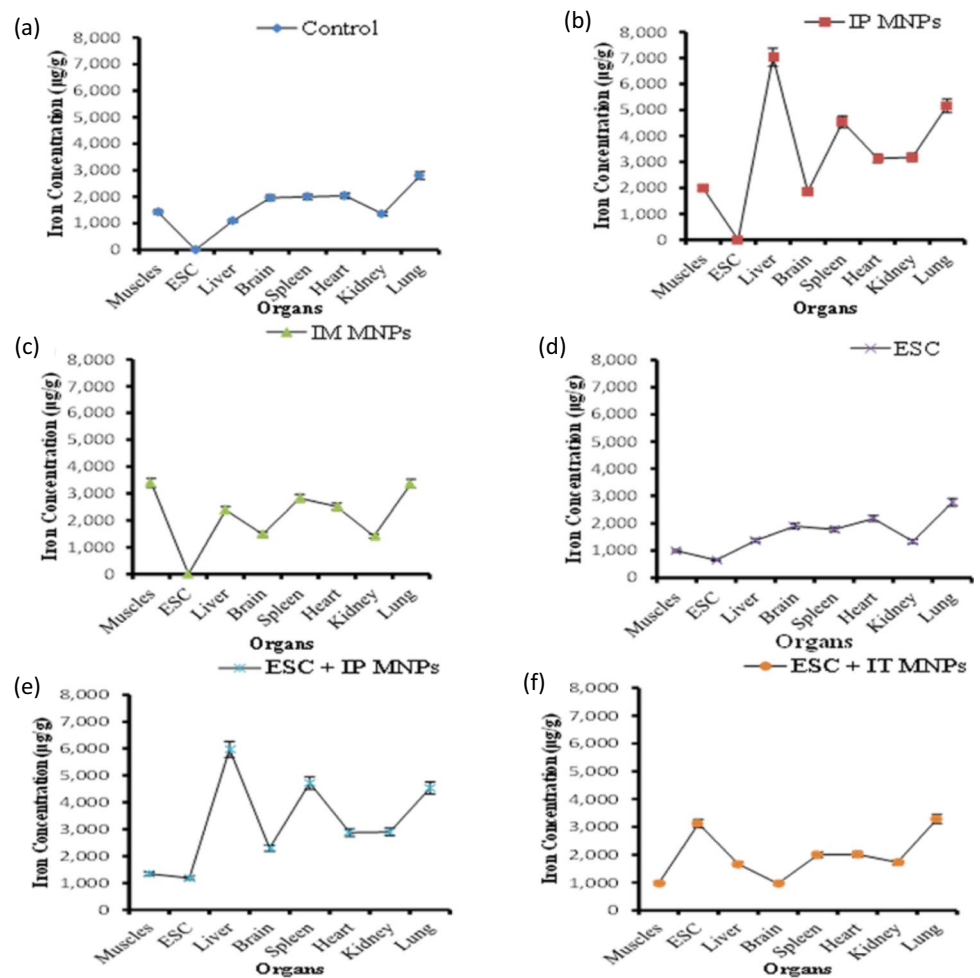 (a)
Control
Iron Concentration (µg/g)
8,000
7,000
6,000
5,000
4,000
3,000
2,000
1,000
0
Muscles
ESC
Liver
Brain
Spleen
Heart
Kidney
Lung
Organs
(b)
IP MNPs
Iron Concentration (µg/g)
8,000
7,000
6,000
5,000
4,000
3,000
2,000
1,000
0
Muscles
ESC
Liver
Brain
Spleen
Heart
Kidney
Lung
Organs
(c)
IM MNPs
Iron Concentration (µg/g)
8,000
7,000
6,000
5,000
4,000
3,000
2,000
1,000
0
Muscles
ESC
Liver
Brain
Spleen
Heart
Kidney
Lung
Organs
(d)
ESC
Iron Concentration (µg/g)
8,000
7,000
6,000
5,000
4,000
3,000
2,000
1,000
0
Muscles
ESC
Liver
Brain
Spleen
Heart
Kidney
Lung
Organs
(e)
ESC + IP MNPs
Iron Concentration (µg/g)
8,000
7,000
6,000
5,000
4,000
3,000
2,000
1,000
0
Muscles
ESC
Liver
Brain
Spleen
Heart
Kidney
Lung
Organs
(f)
ESC + IT MNPs
Iron Concentration (µg/g)
8,000
7,000
6,000
5,000
4,000
3,000
2,000
1,000
0
Muscles
ESC
Liver
Brain
Spleen
Heart
Kidney
Lung
Organs